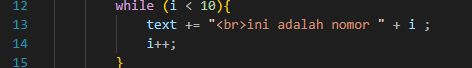 12 while (i < 10){
13 text += "<br>ini adalah nomor " + i ;
14 i++;
15 }